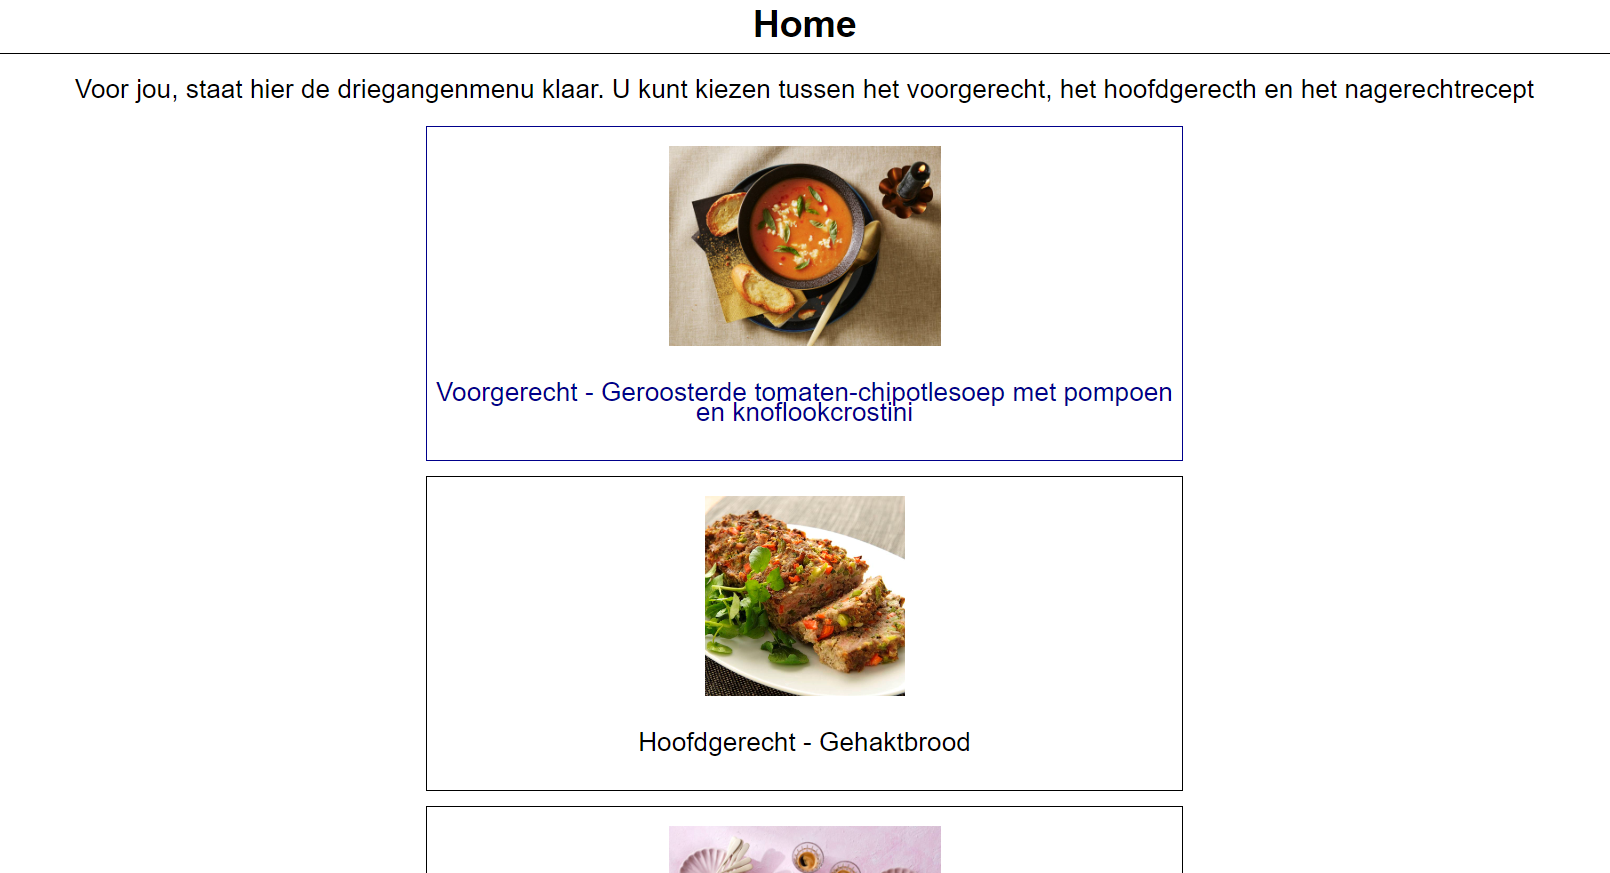 Home
Voor jou, staat hier de driegangenmenu klaar. U kunt kiezen tussen het voorgerecht, het hoofdgerecth en het nagerechtrecept
Voorgerecht - Geroosterde tomaten-chipotlesoep met pompoen
en knoflookcrostini
Hoofdgerecht - Gehaktbrood